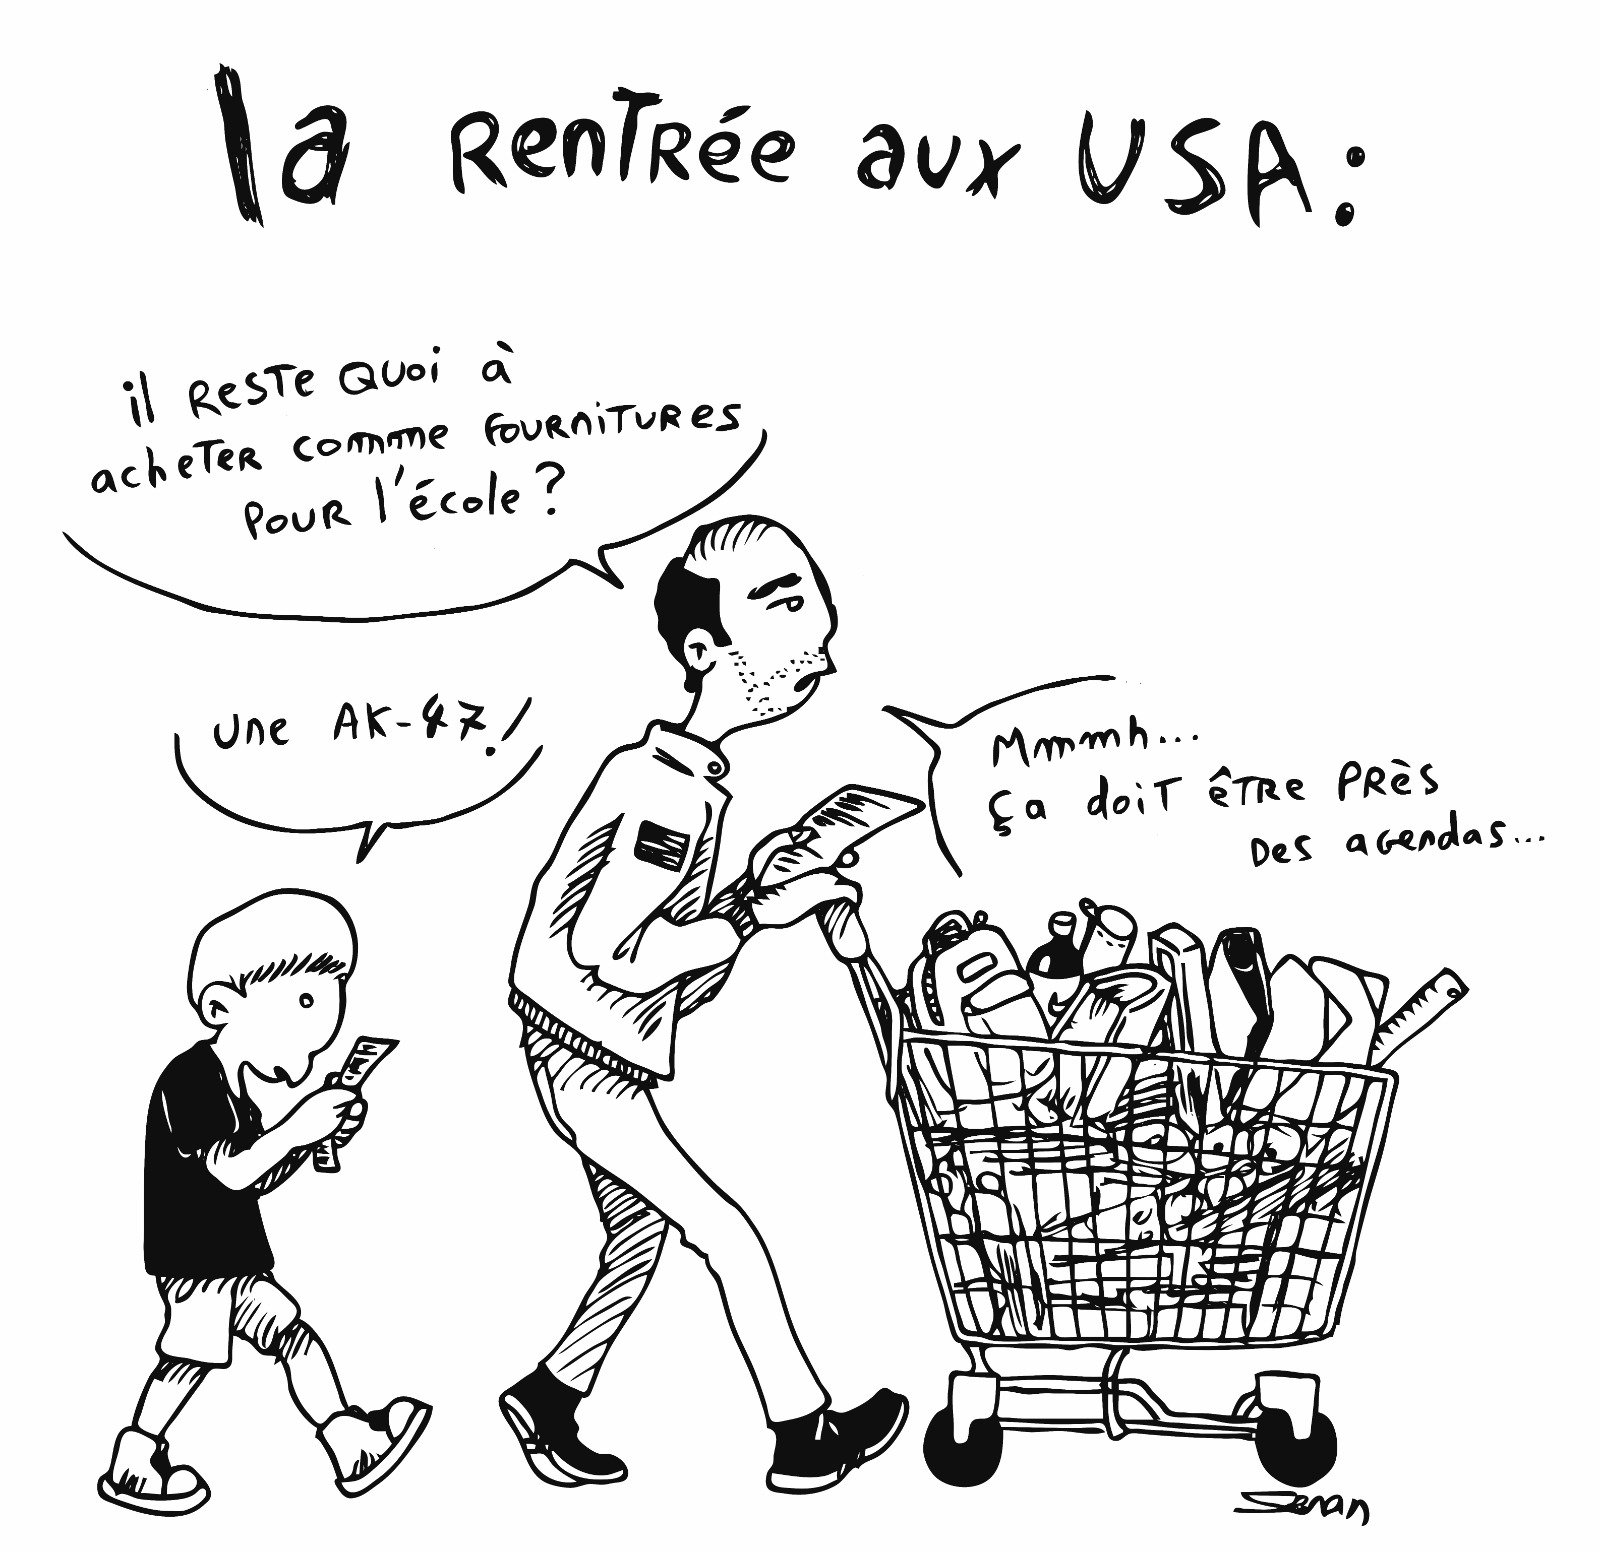 la Rentrée aux USA:
il Reste Quoi à
acheter comme fournitures
pour l'école ?
une AK-47 !
Mmmmh...
ça doit être près
des agendas...